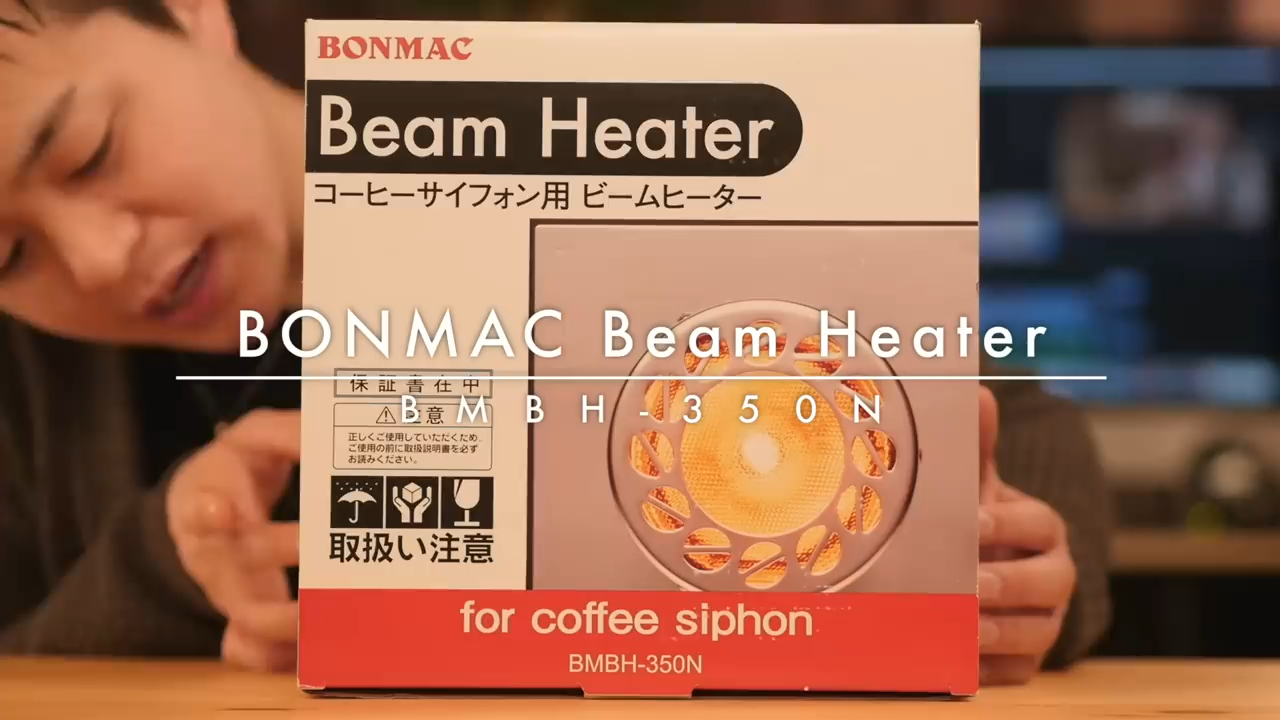 BONMAC
Beam Heater
コーヒーサイフォン用 ビームヒーター
BONMAC Beam Heater
BMBH-350N
保証書在中
⚠注意
正しくご使用していただくため、
ご使用の前に取扱説明書を必ず
お読みください。
取扱い注意
for coffee siphon
BMBH-350N